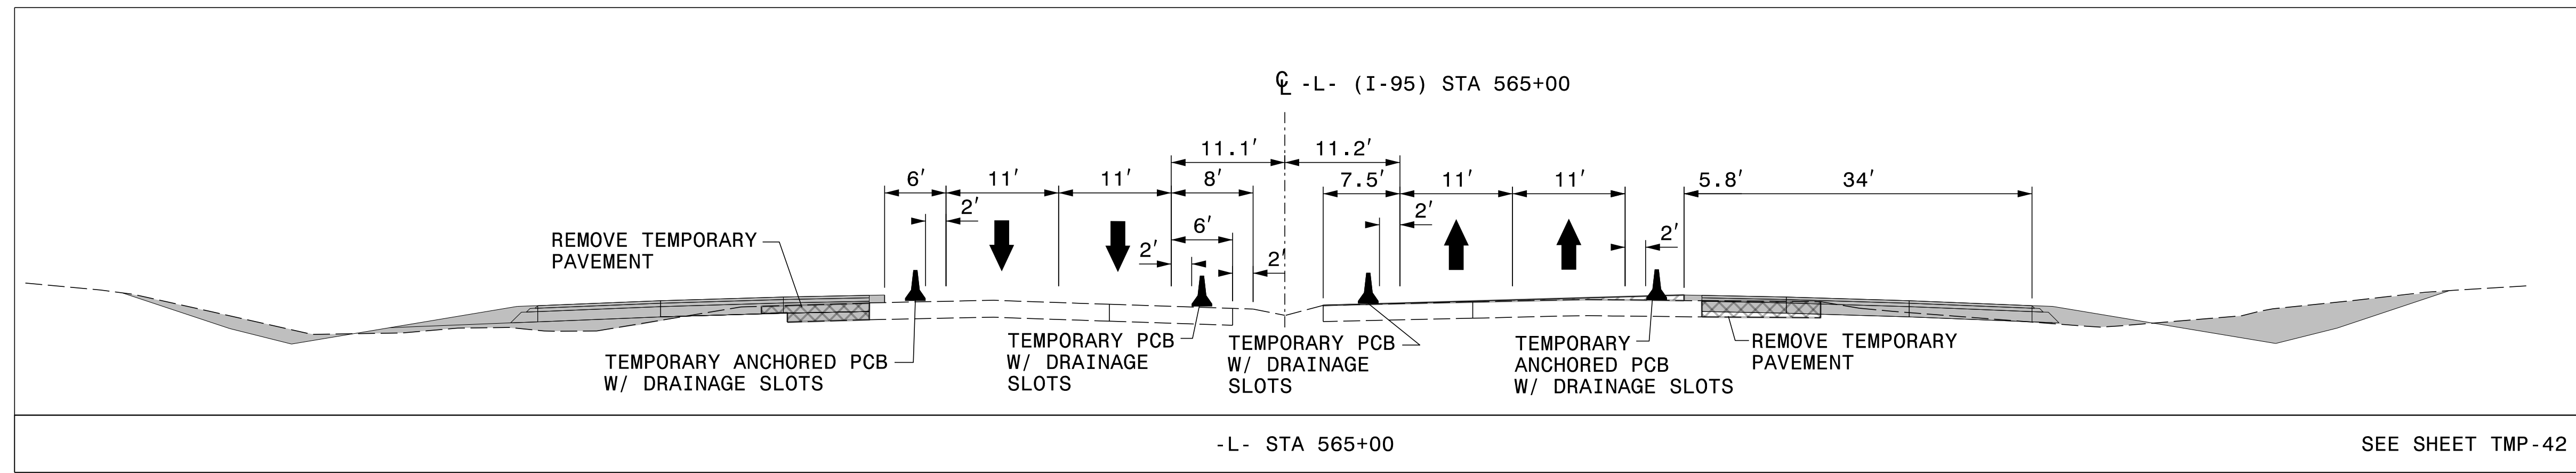 ℄ -L- (I-95) STA 565+00
11.1′ 11.2′
6′ 11′ 11′ 8′ 7.5′ 11′ 11′ 5.8′ 34′
2′ 2′
6′ 2′
2′ 2′
REMOVE TEMPORARY
PAVEMENT
TEMPORARY ANCHORED PCB
W/ DRAINAGE SLOTS
TEMPORARY PCB
W/ DRAINAGE
SLOTS
TEMPORARY PCB
W/ DRAINAGE
SLOTS
TEMPORARY
ANCHORED PCB
W/ DRAINAGE SLOTS
REMOVE TEMPORARY
PAVEMENT
-L- STA 565+00
SEE SHEET TMP-42